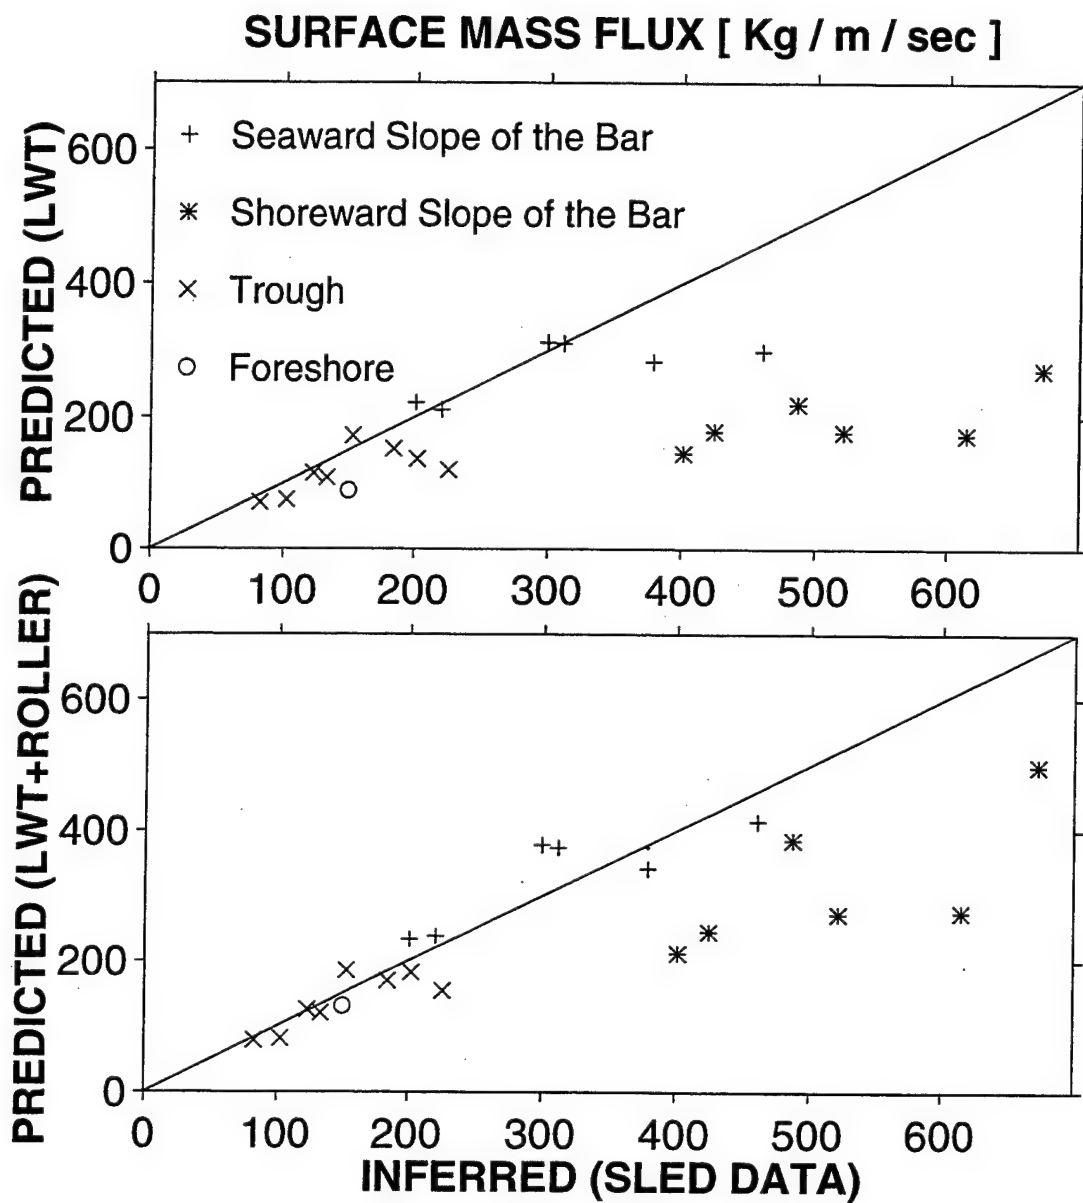 SURFACE MASS FLUX [ Kg / m / sec ]
PREDICTED (LWT)
600
400
200
0
+ Seaward Slope of the Bar
✳ Shoreward Slope of the Bar
× Trough
○ Foreshore
0 100 200 300 400 500 600
PREDICTED (LWT+ROLLER)
600
400
200
0
0 100 200 300 400 500 600
INFERRED (SLED DATA)